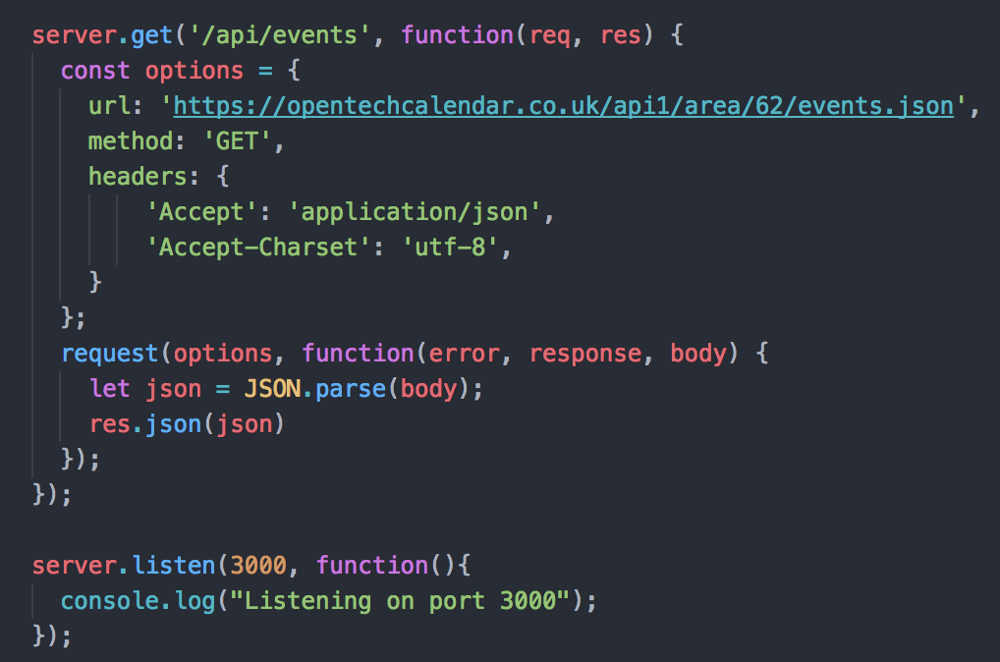 server.get('/api/events', function(req, res) {
  const options = {
    url: 'https://opentechcalendar.co.uk/api1/area/62/events.json',
    method: 'GET',
    headers: {
        'Accept': 'application/json',
        'Accept-Charset': 'utf-8',
    }
  };
  request(options, function(error, response, body) {
    let json = JSON.parse(body);
    res.json(json)
  });
});

server.listen(3000, function(){
  console.log("Listening on port 3000");
});